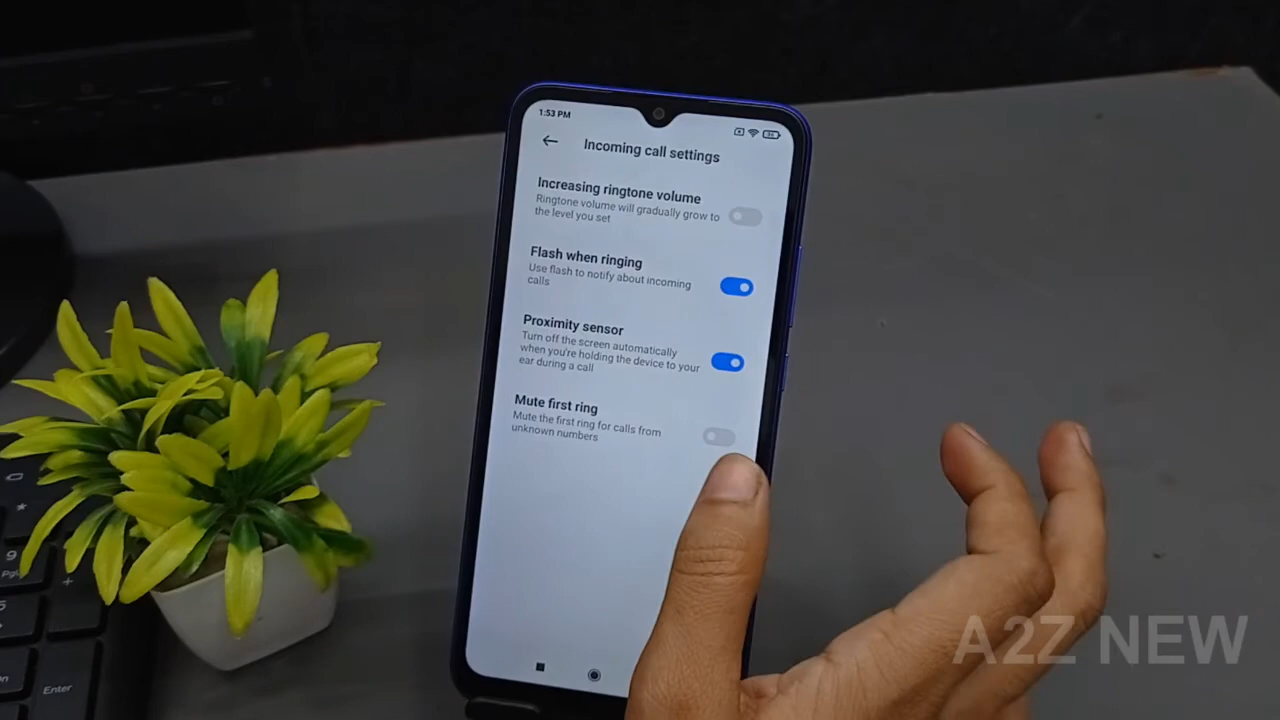 1:53 PM
Incoming call settings
Increasing ringtone volume
Ringtone volume will gradually grow to
the level you set
Flash when ringing
Use flash to notify about incoming
calls
Proximity sensor
Turn off the screen automatically
when you're holding the device to your
ear during a call
Mute first ring
Mute the first ring for calls from
unknown numbers
9
PgU
+
Enter
A2Z NEW